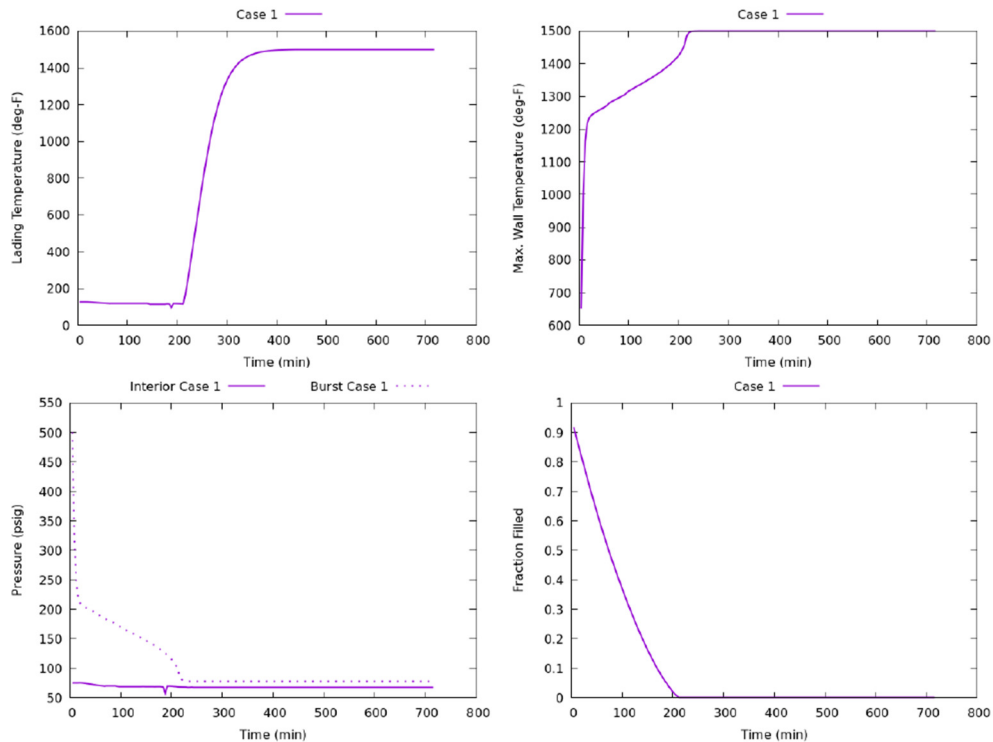 Case 1
Lading Temperature (deg-F)
1600
1400
1200
1000
800
600
400
200
0
0 100 200 300 400 500 600 700 800
Time (min)
Case 1
Max. Wall Temperature (deg-F)
1500
1400
1300
1200
1100
1000
900
800
700
600
0 100 200 300 400 500 600 700 800
Time (min)
Interior Case 1 Burst Case 1
Pressure (psig)
550
500
450
400
350
300
250
200
150
100
50
0 100 200 300 400 500 600 700 800
Time (min)
Case 1
Fraction Filled
1
0.9
0.8
0.7
0.6
0.5
0.4
0.3
0.2
0.1
0
0 100 200 300 400 500 600 700 800
Time (min)